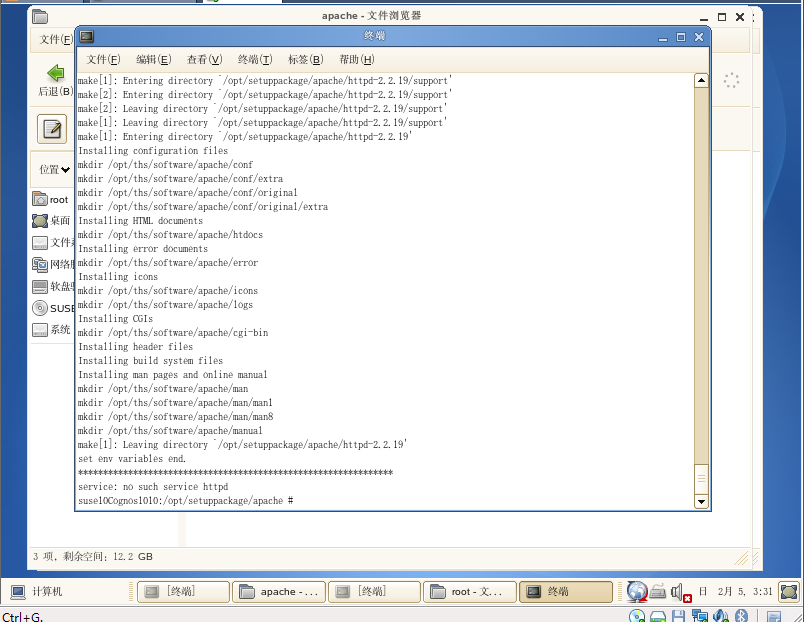 apache - 文件浏览器
文件(F)
终端
文件(F) 编辑(E) 查看(V) 终端(T) 标签(B) 帮助(H)
后退(B)
位置
root
桌面
文件
网络
软盘
SUSE
系统
make[1]: Entering directory `/opt/setuppackage/apache/httpd-2.2.19/support'
make[2]: Entering directory `/opt/setuppackage/apache/httpd-2.2.19/support'
make[2]: Leaving directory `/opt/setuppackage/apache/httpd-2.2.19/support'
make[1]: Leaving directory `/opt/setuppackage/apache/httpd-2.2.19/support'
make[1]: Entering directory `/opt/setuppackage/apache/httpd-2.2.19'
Installing configuration files
mkdir /opt/ths/software/apache/conf
mkdir /opt/ths/software/apache/conf/extra
mkdir /opt/ths/software/apache/conf/original
mkdir /opt/ths/software/apache/conf/original/extra
Installing HTML documents
mkdir /opt/ths/software/apache/htdocs
Installing error documents
mkdir /opt/ths/software/apache/error
Installing icons
mkdir /opt/ths/software/apache/icons
mkdir /opt/ths/software/apache/logs
Installing CGIs
mkdir /opt/ths/software/apache/cgi-bin
Installing header files
Installing build system files
Installing man pages and online manual
mkdir /opt/ths/software/apache/man
mkdir /opt/ths/software/apache/man/man1
mkdir /opt/ths/software/apache/man/man8
mkdir /opt/ths/software/apache/manual
make[1]: Leaving directory `/opt/setuppackage/apache/httpd-2.2.19'
set env variables end.
***************************************************************
service: no such service httpd
suse10Cognos1010:/opt/setuppackage/apache #
3 项, 剩余空间: 12.2 GB
计算机 [终端] apache - ... [终端] root - 文... 终端 日 2月 5, 3:31
Ctrl+G.